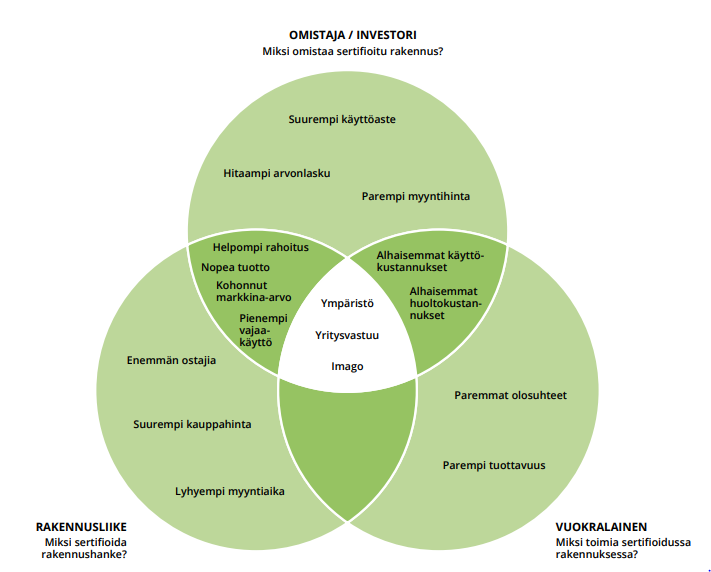 OMISTAJA / INVESTORI
Miksi omistaa sertifioitu rakennus?
Suurempi käyttöaste
Hitaampi arvonlasku
Parempi myyntihinta
Helpompi rahoitus
Nopea tuotto
Kohonnut
markkina-arvo
Pienempi
vajaa-
käyttö
Alhaisemmat käyttö-
kustannukset
Alhaisemmat
huoltokustan-
nukset
Ympäristö
Yritysvastuu
Imago
Enemmän ostajia
Suurempi kauppahinta
Lyhyempi myyntiaika
Paremmat olosuhteet
Parempi tuottavuus
RAKENNUSLIIKE
Miksi sertifioida
rakennushanke?
VUOKRALAINEN
Miksi toimia sertifioidussa
rakennuksessa?